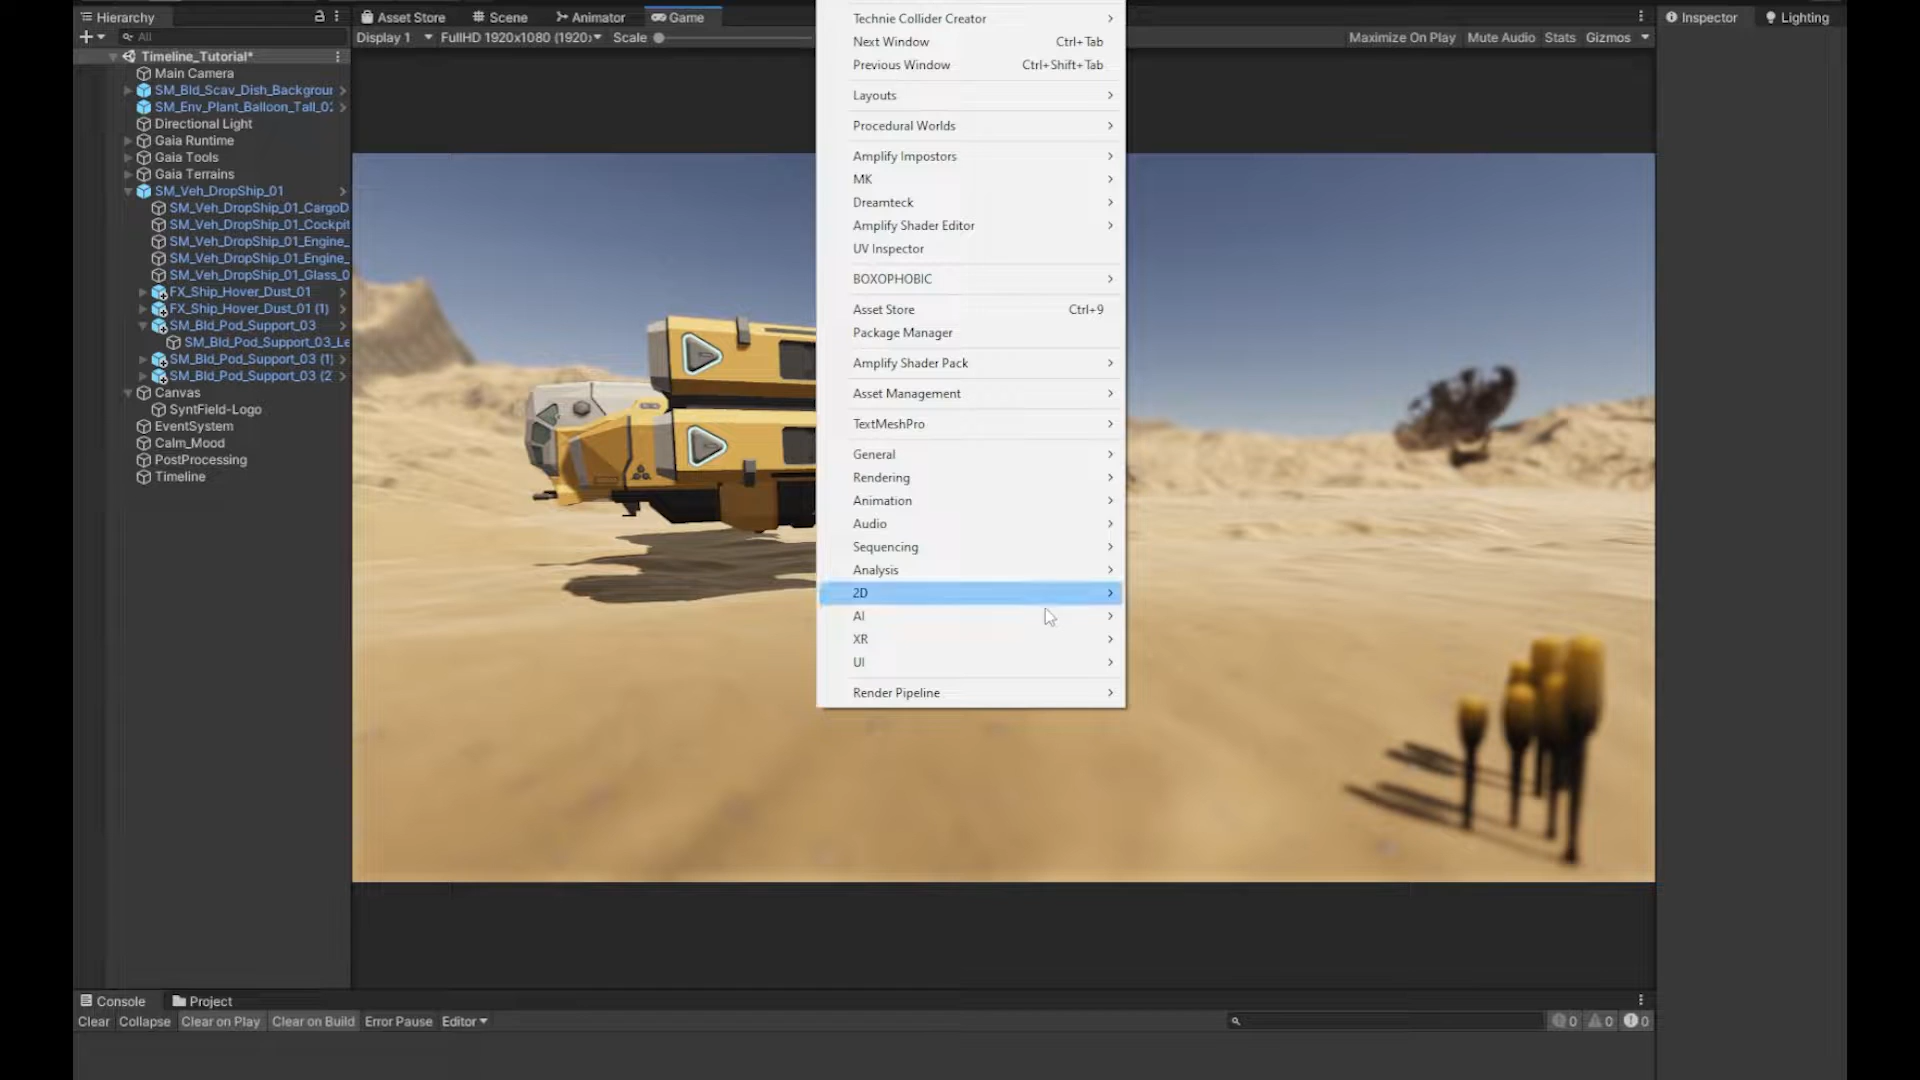 Hierarchy
Asset Store
Scene
Animator
Game
Inspector
Lighting
All
Display 1
FullHD 1920x1080 (1920)
Scale
Maximize On Play
Mute Audio
Stats
Gizmos
Timeline_Tutorial*
Main Camera
SM_Bld_Scav_Dish_Backgrour
SM_Env_Plant_Balloon_Tall_02
Directional Light
Gaia Runtime
Gaia Tools
Gaia Terrains
SM_Veh_DropShip_01
SM_Veh_DropShip_01_CargoD
SM_Veh_DropShip_01_Cockpit
SM_Veh_DropShip_01_Engine_
SM_Veh_DropShip_01_Engine_
SM_Veh_DropShip_01_Glass_0
FX_Ship_Hover_Dust_01
FX_Ship_Hover_Dust_01 (1)
SM_Bld_Pod_Support_03
SM_Bld_Pod_Support_03_Le
SM_Bld_Pod_Support_03 (1)
SM_Bld_Pod_Support_03 (2
Canvas
SyntField-Logo
EventSystem
Calm_Mood
PostProcessing
Timeline
Technie Collider Creator
Next Window Ctrl+Tab
Previous Window Ctrl+Shift+Tab
Layouts
Procedural Worlds
Amplify Impostors
MK
Dreamteck
Amplify Shader Editor
UV Inspector
BOXOPHOBIC
Asset Store Ctrl+9
Package Manager
Amplify Shader Pack
Asset Management
TextMeshPro
General
Rendering
Animation
Audio
Sequencing
Analysis
2D
AI
XR
UI
Render Pipeline
Console
Project
Clear
Collapse
Clear on Play
Clear on Build
Error Pause
Editor
0
0
0